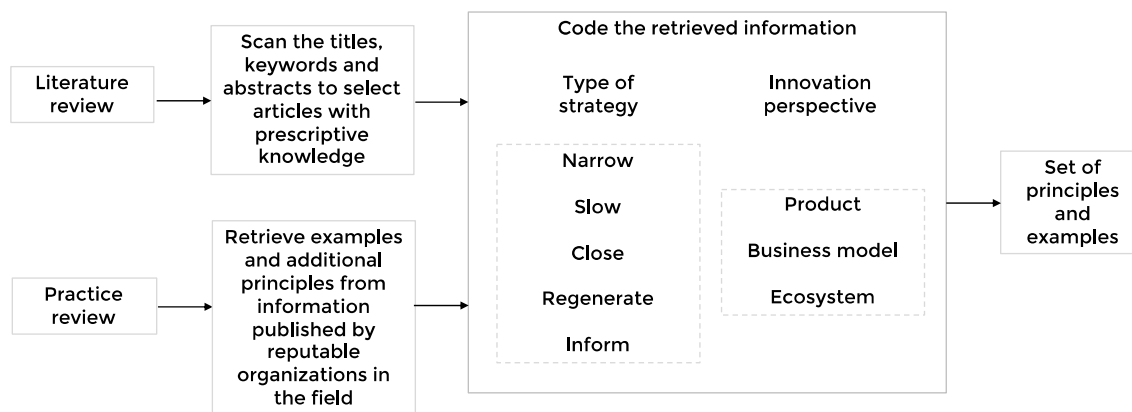 Literature
review
Scan the titles,
keywords and
abstracts to select
articles with
prescriptive
knowledge
Practice
review
Retrieve examples
and additional
principles from
information
published by
reputable
organizations in
the field
Code the retrieved information
Type of
strategy
Narrow
Slow
Close
Regenerate
Inform
Innovation
perspective
Product
Business model
Ecosystem
Set of
principles
and
examples